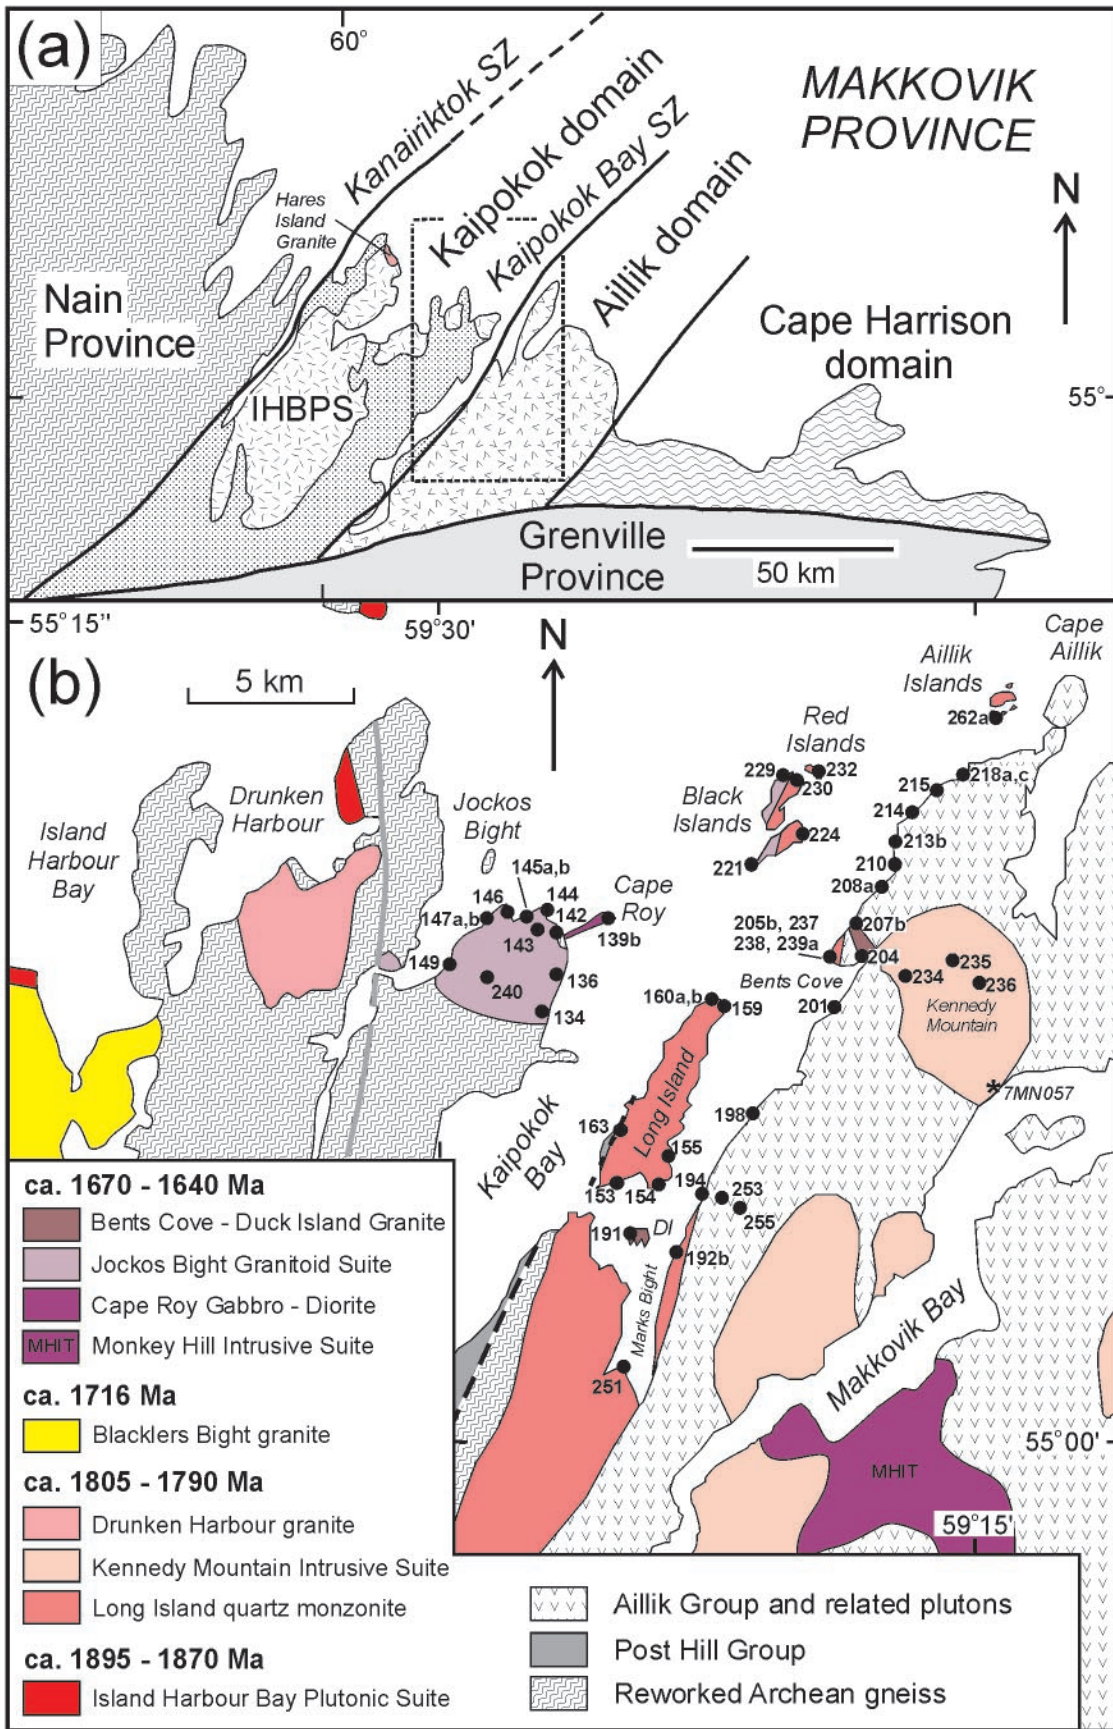 (a)
60°
MAKKOVIK
PROVINCE
Kanairiktok SZ
Kaipokok domain
Kaipokok Bay SZ
Aillik domain
N
Hares
Island
Granite
Nain
Province
IHBPS
Cape Harrison
domain
55°
Grenville
Province
50 km
55°15"
59°30'
N
(b)
5 km
Cape
Aillik
Aillik
Islands
262a
Red
Islands
229
232
230
218a,c
215
214
Black
Islands
224
213b
221
210
208a
Drunken
Harbour
Island
Harbour
Bay
Jockos
Bight
145a,b
146
144
147a,b
142
143
Cape
Roy
139b
149
240
136
134
205b, 237
238, 239a
207b
204
Bents Cove
235
234
236
Kennedy
Mountain
160a,b
159
201
*7MN057
Long Island
198
163
155
Kaipokok
Bay
153
154
194
253
255
191
DI
192b
Marks Bight
251
Makkovik Bay
55°00'
MHIT
59°15'
ca. 1670 - 1640 Ma
Bents Cove - Duck Island Granite
Jockos Bight Granitoid Suite
Cape Roy Gabbro - Diorite
MHIT
Monkey Hill Intrusive Suite
ca. 1716 Ma
Blacklers Bight granite
ca. 1805 - 1790 Ma
Drunken Harbour granite
Kennedy Mountain Intrusive Suite
Long Island quartz monzonite
ca. 1895 - 1870 Ma
Island Harbour Bay Plutonic Suite
Aillik Group and related plutons
Post Hill Group
Reworked Archean gneiss